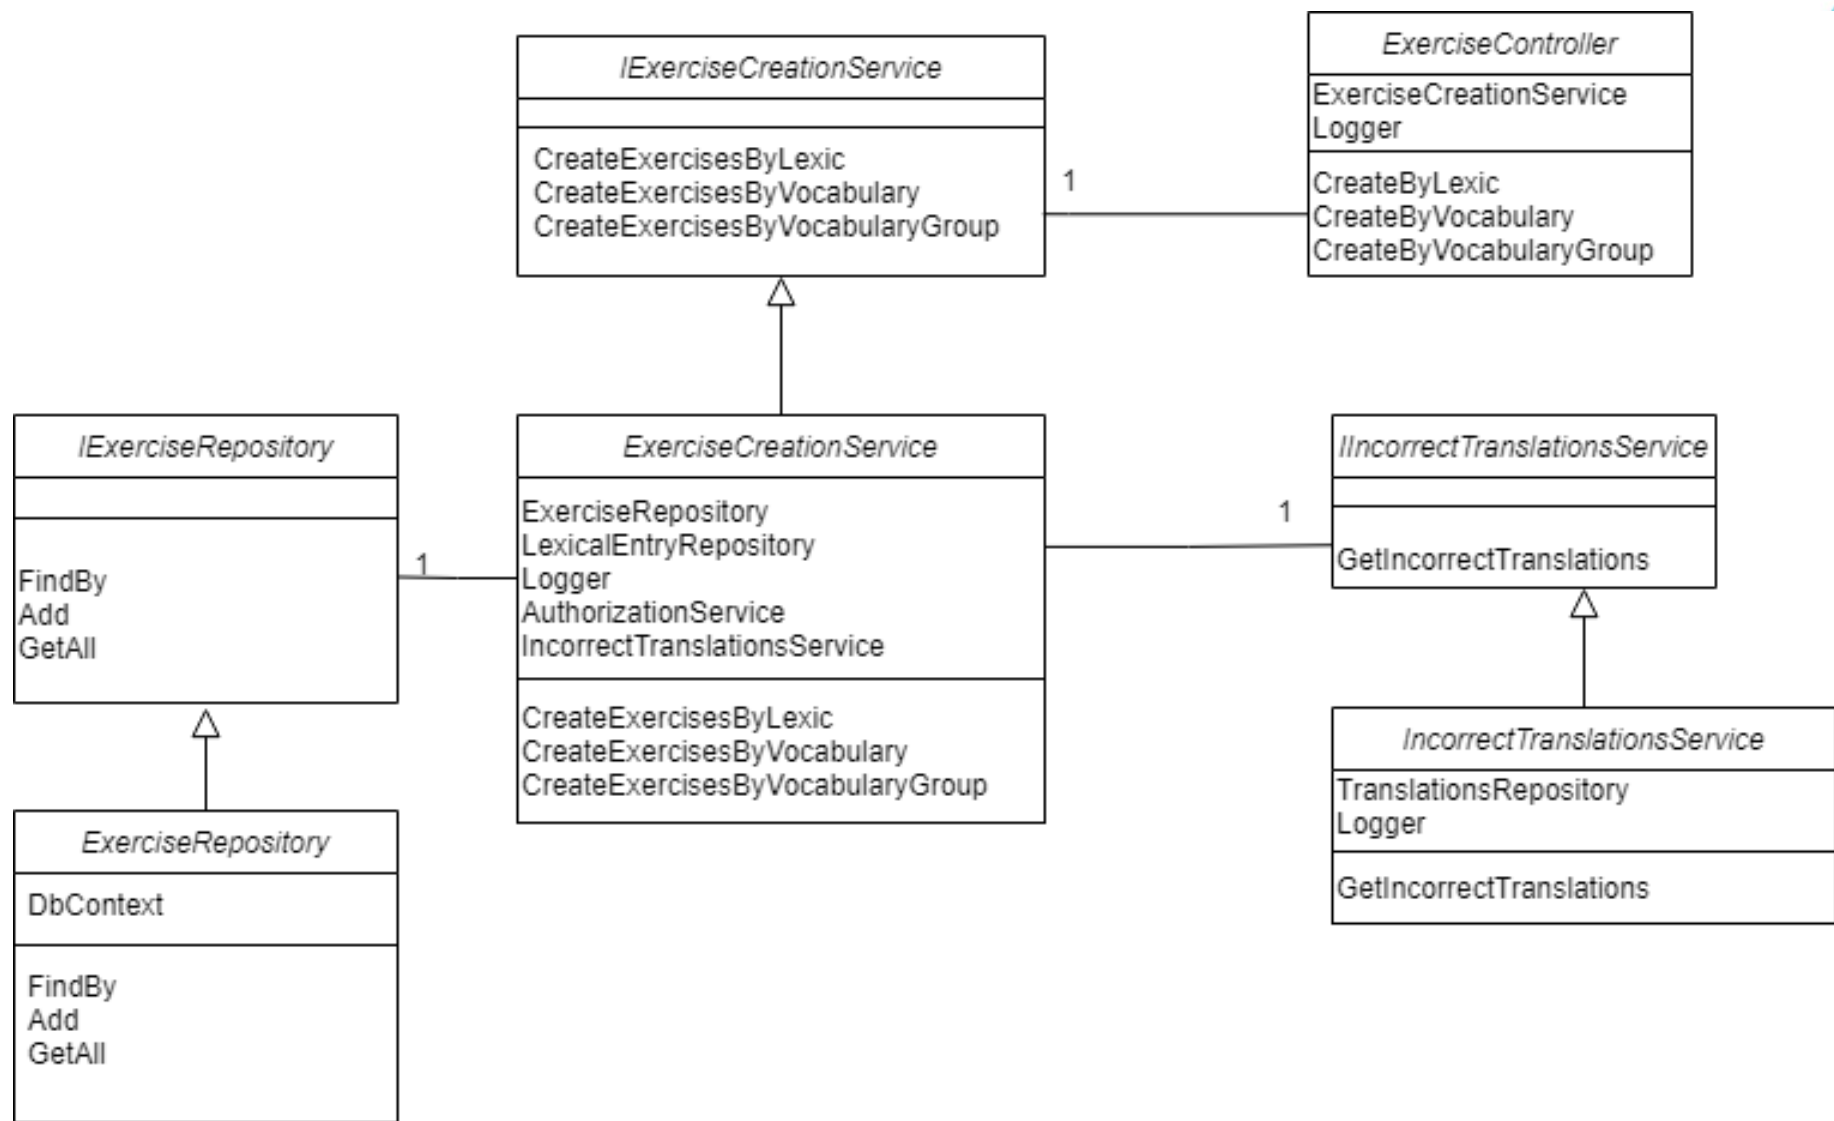 IExerciseCreationService
CreateExercisesByLexic
CreateExercisesByVocabulary
CreateExercisesByVocabularyGroup
1
ExerciseController
ExerciseCreationService
Logger
CreateByLexic
CreateByVocabulary
CreateByVocabularyGroup
IExerciseRepository
FindBy
Add
GetAll
1
ExerciseCreationService
ExerciseRepository
LexicalEntryRepository
Logger
AuthorizationService
IncorrectTranslationsService
CreateExercisesByLexic
CreateExercisesByVocabulary
CreateExercisesByVocabularyGroup
1
IIncorrectTranslationsService
GetIncorrectTranslations
IncorrectTranslationsService
TranslationsRepository
Logger
GetIncorrectTranslations
ExerciseRepository
DbContext
FindBy
Add
GetAll